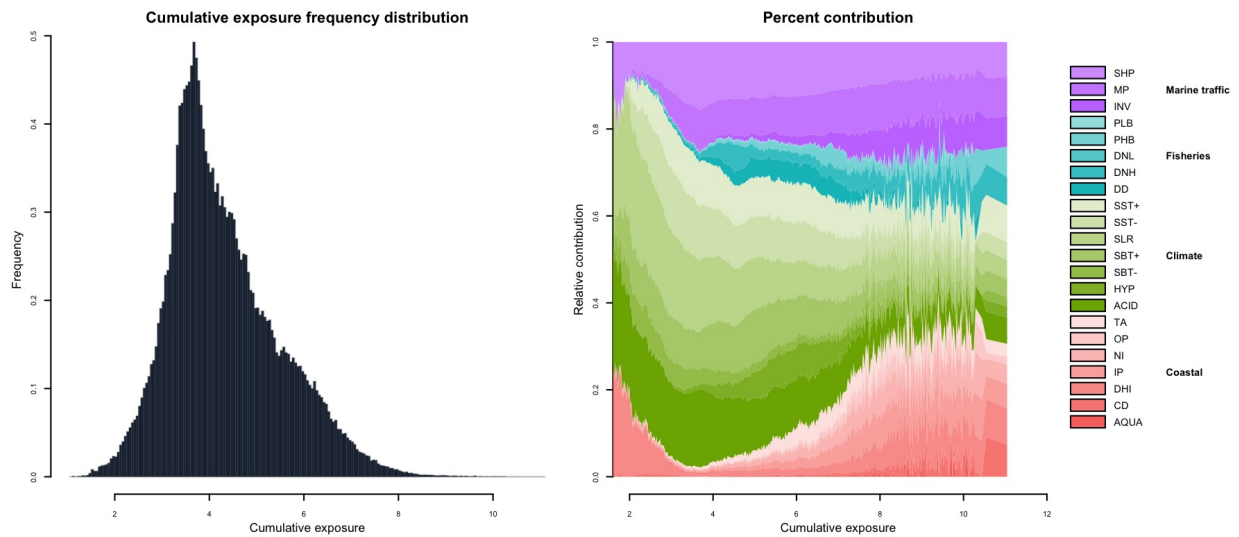 Cumulative exposure frequency distribution
Frequency
0.5
0.4
0.3
0.2
0.1
0.0
2 4 6 8 10
Cumulative exposure
Percent contribution
Relative contribution
1.0
0.8
0.6
0.4
0.2
0.0
2 4 6 8 10 12
Cumulative exposure
SHP
MP Marine traffic
INV
PLB
PHB
DNL Fisheries
DNH
DD
SST+
SST-
SLR
SBT+ Climate
SBT-
HYP
ACID
TA
OP
NI
IP Coastal
DHI
CD
AQUA